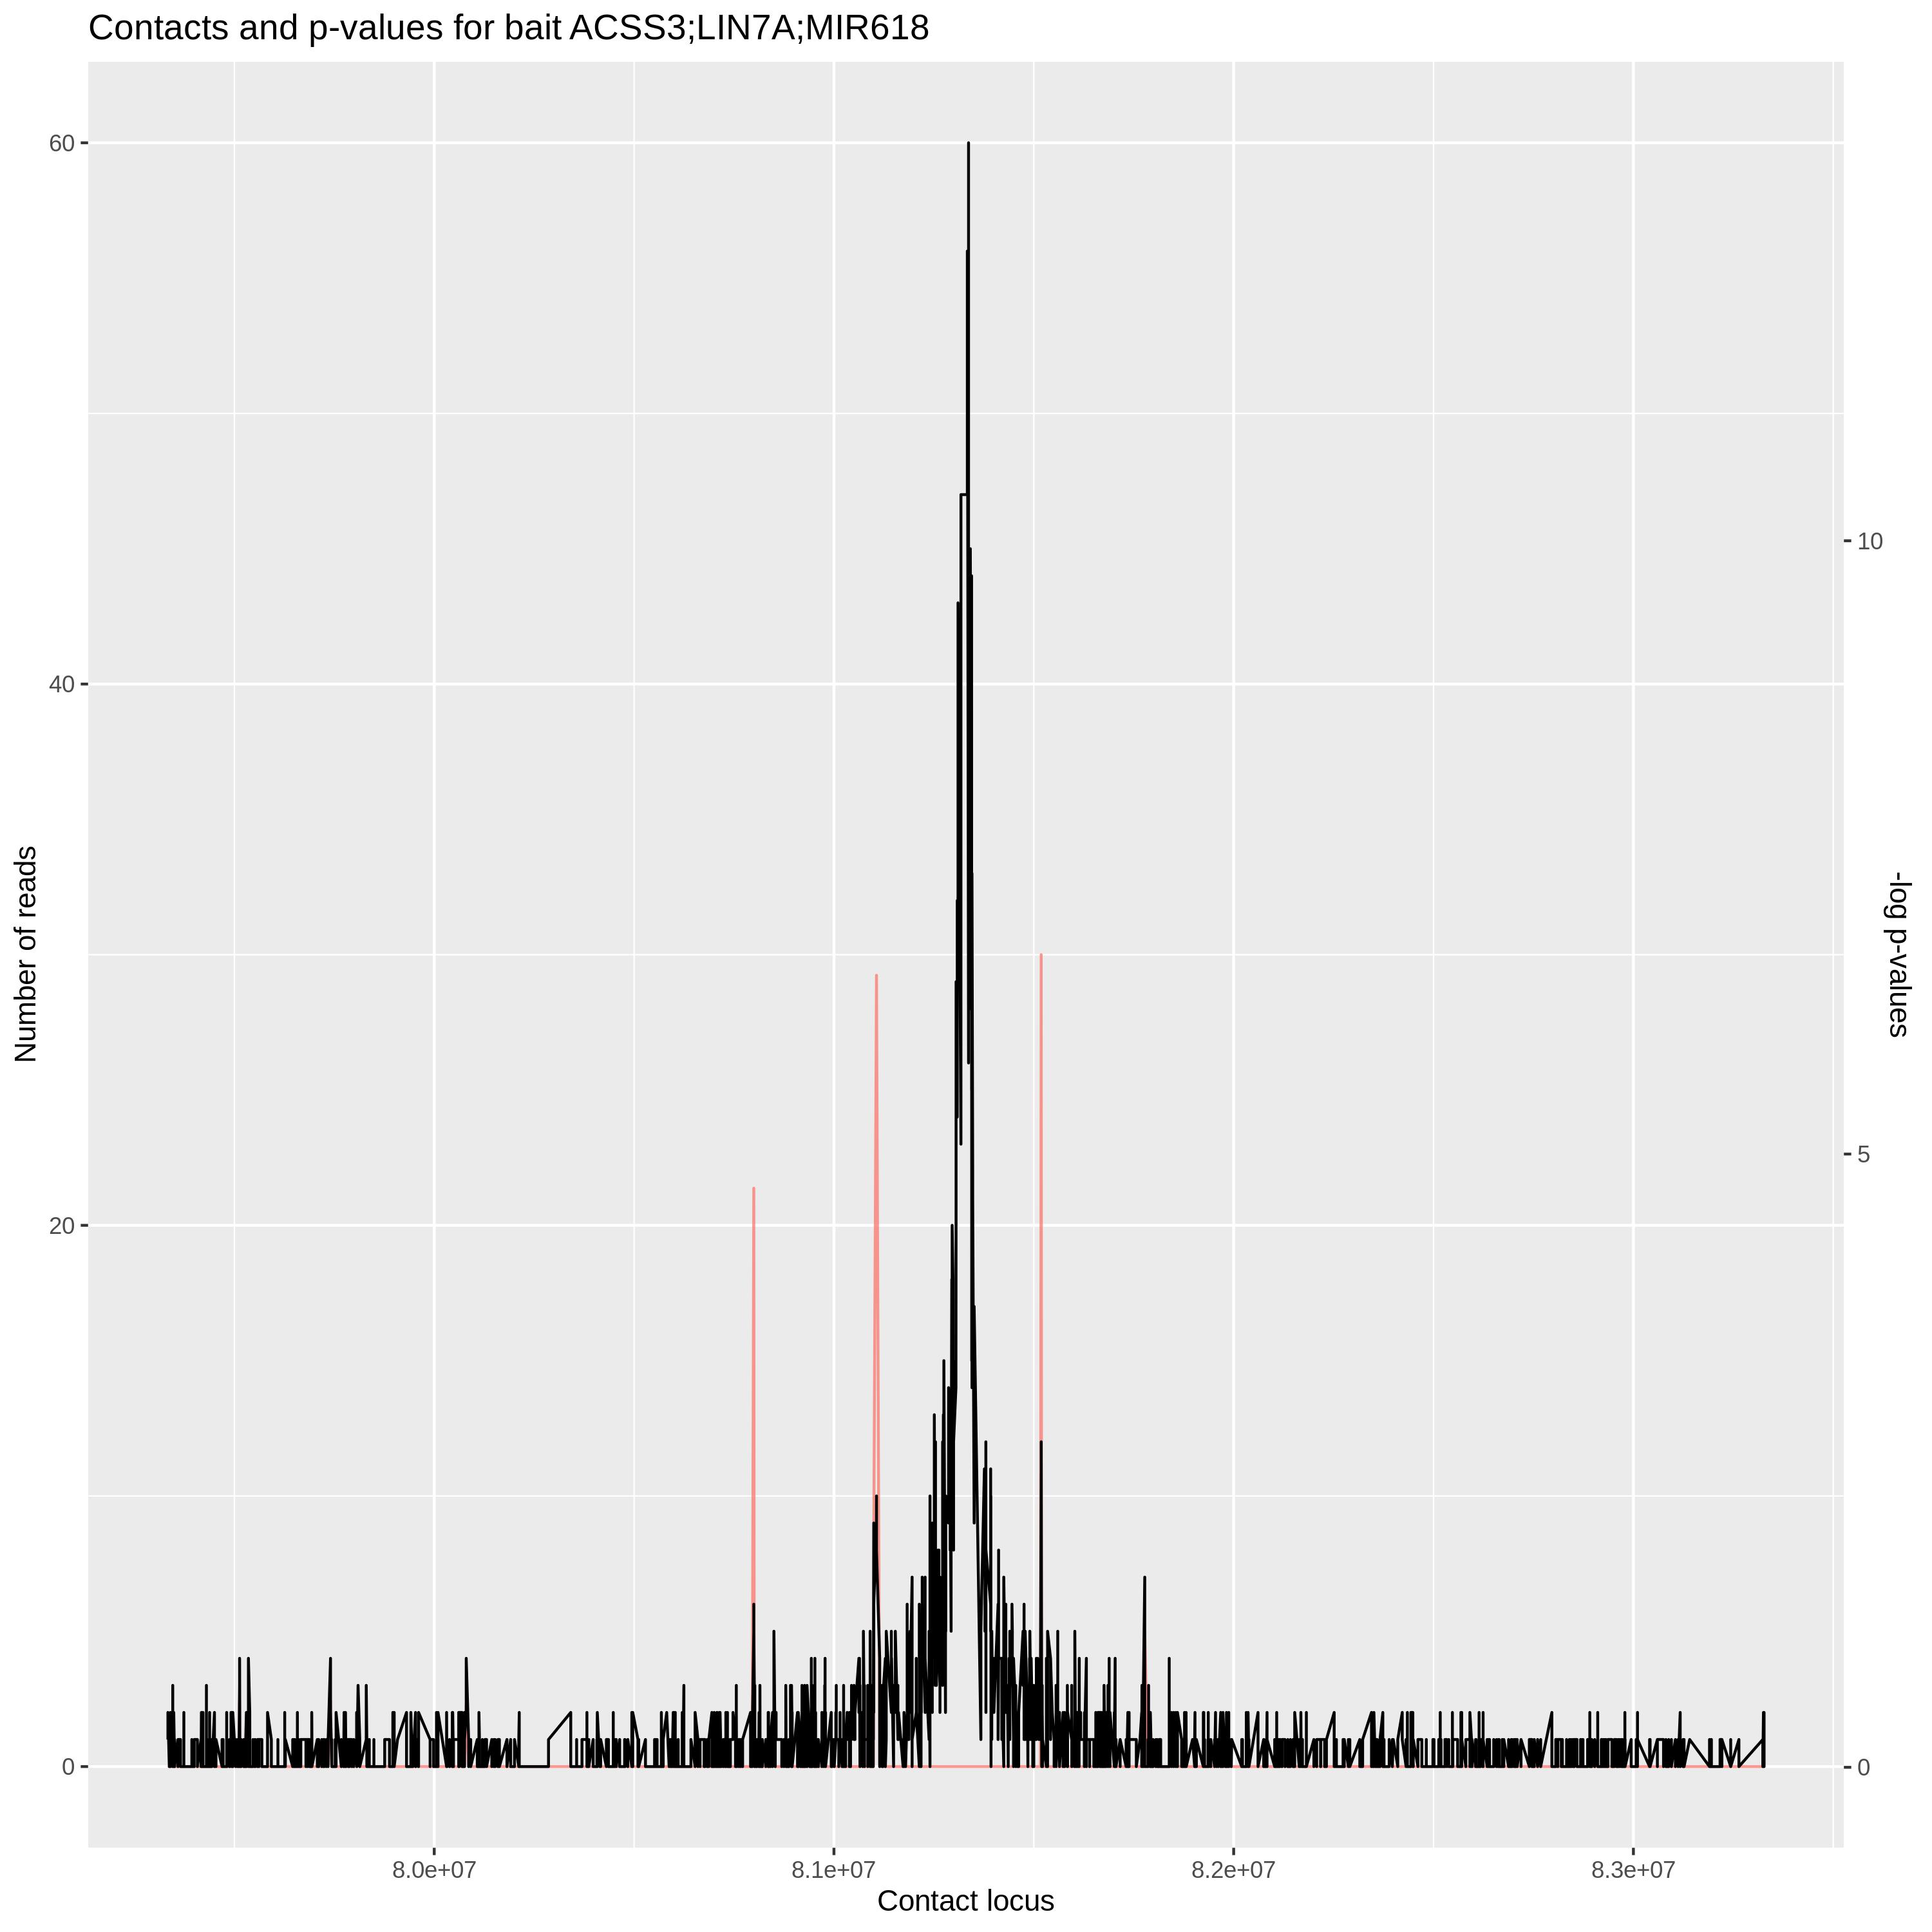 Contacts and p-values for bait ACSS3;LIN7A;MIR618
60
40
20
0
Number of reads
10
5
0
-log p-values
8.0e+07
8.1e+07
8.2e+07
8.3e+07
Contact locus